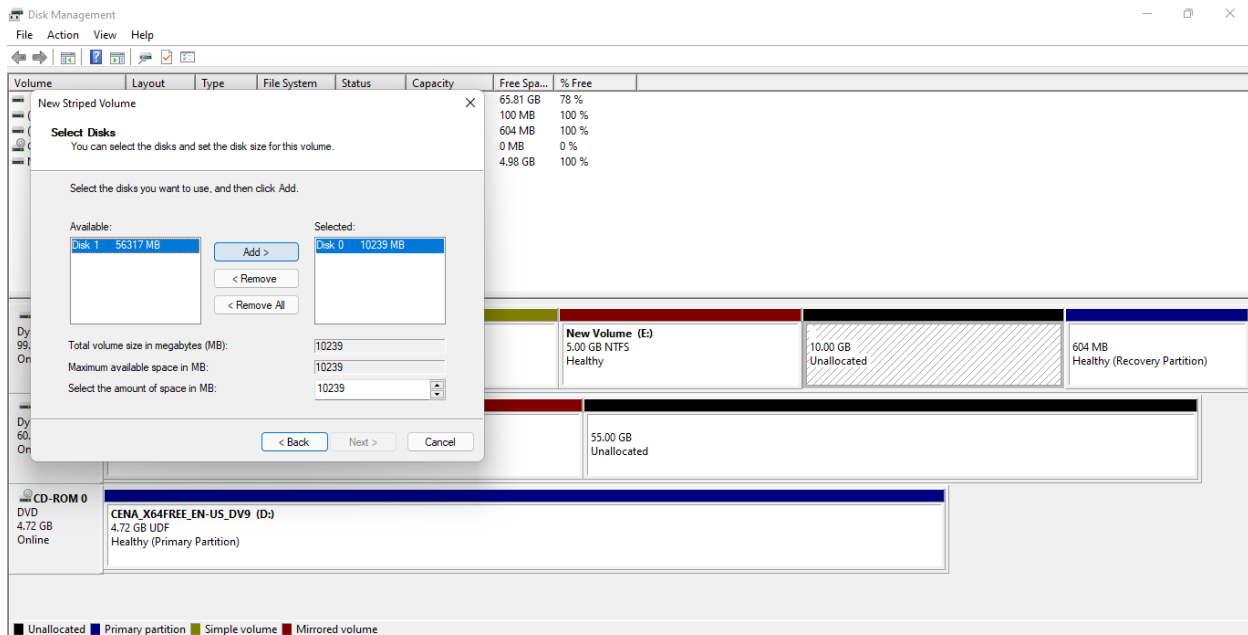 Disk Management
File Action View Help
Volume Layout Type File System Status Capacity Free Spa... % Free
65.81 GB 78 %
100 MB 100 %
604 MB 100 %
0 MB 0 %
4.98 GB 100 %
New Striped Volume
Select Disks
You can select the disks and set the disk size for this volume.
Select the disks you want to use, and then click Add.
Available:
Disk 1 56317 MB
Add >
< Remove
< Remove All
Selected:
Disk 0 10239 MB
Total volume size in megabytes (MB): 10239
Maximum available space in MB: 10239
Select the amount of space in MB: 10239
< Back Next > Cancel
Dy
99.
On
New Volume (E:)
5.00 GB NTFS
Healthy
10.00 GB
Unallocated
604 MB
Healthy (Recovery Partition)
Dy
60.
On
55.00 GB
Unallocated
CD-ROM 0
DVD
4.72 GB
Online
CENA_X64FREE_EN-US_DV9 (D:)
4.72 GB UDF
Healthy (Primary Partition)
Unallocated Primary partition Simple volume Mirrored volume